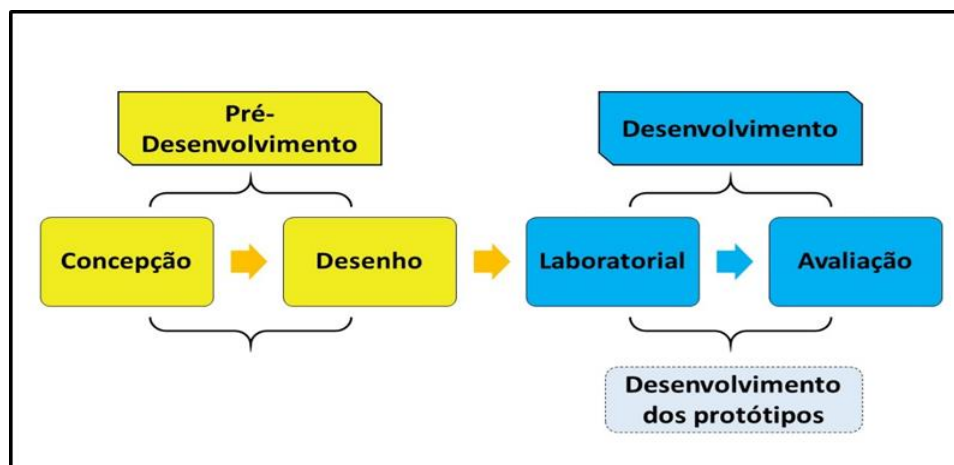 Pré-
Desenvolvimento
Desenvolvimento
Concepção
Desenho
Laboratorial
Avaliação
Desenvolvimento
dos protótipos